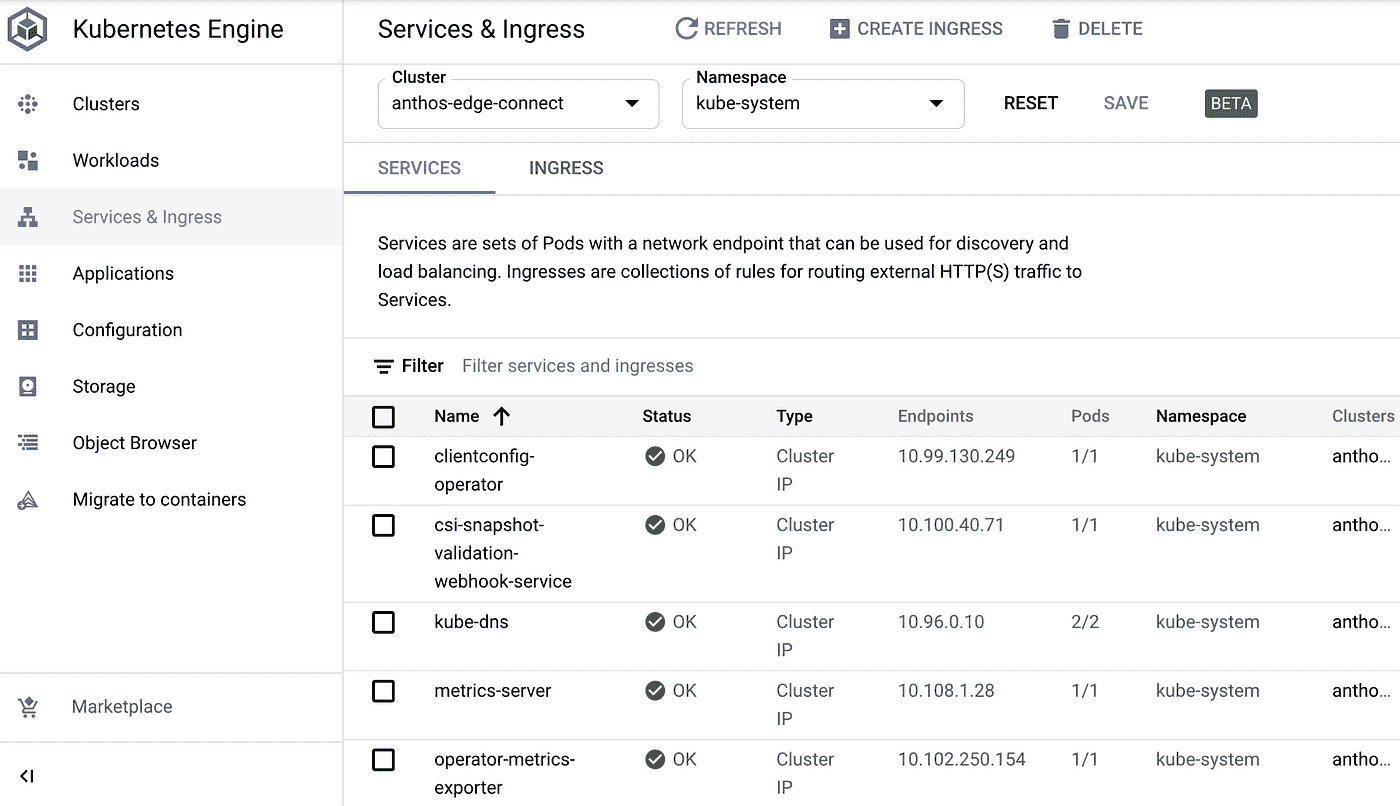 Kubernetes Engine
Clusters
Workloads
Services & Ingress
Applications
Configuration
Storage
Object Browser
Migrate to containers
Marketplace
Services & Ingress
REFRESH
CREATE INGRESS
DELETE
Cluster
anthos-edge-connect
Namespace
kube-system
RESET
SAVE
BETA
SERVICES
INGRESS
Services are sets of Pods with a network endpoint that can be used for discovery and
load balancing. Ingresses are collections of rules for routing external HTTP(S) traffic to
Services.
Filter Filter services and ingresses
Name Status Type Endpoints Pods Namespace Clusters
clientconfig- OK Cluster 10.99.130.249 1/1 kube-system antho...
operator IP
csi-snapshot- OK Cluster 10.100.40.71 1/1 kube-system antho...
validation- IP
webhook-service
kube-dns OK Cluster 10.96.0.10 2/2 kube-system antho...
IP
metrics-server OK Cluster 10.108.1.28 1/1 kube-system antho...
IP
operator-metrics- OK Cluster 10.102.250.154 1/1 kube-system antho...
exporter IP